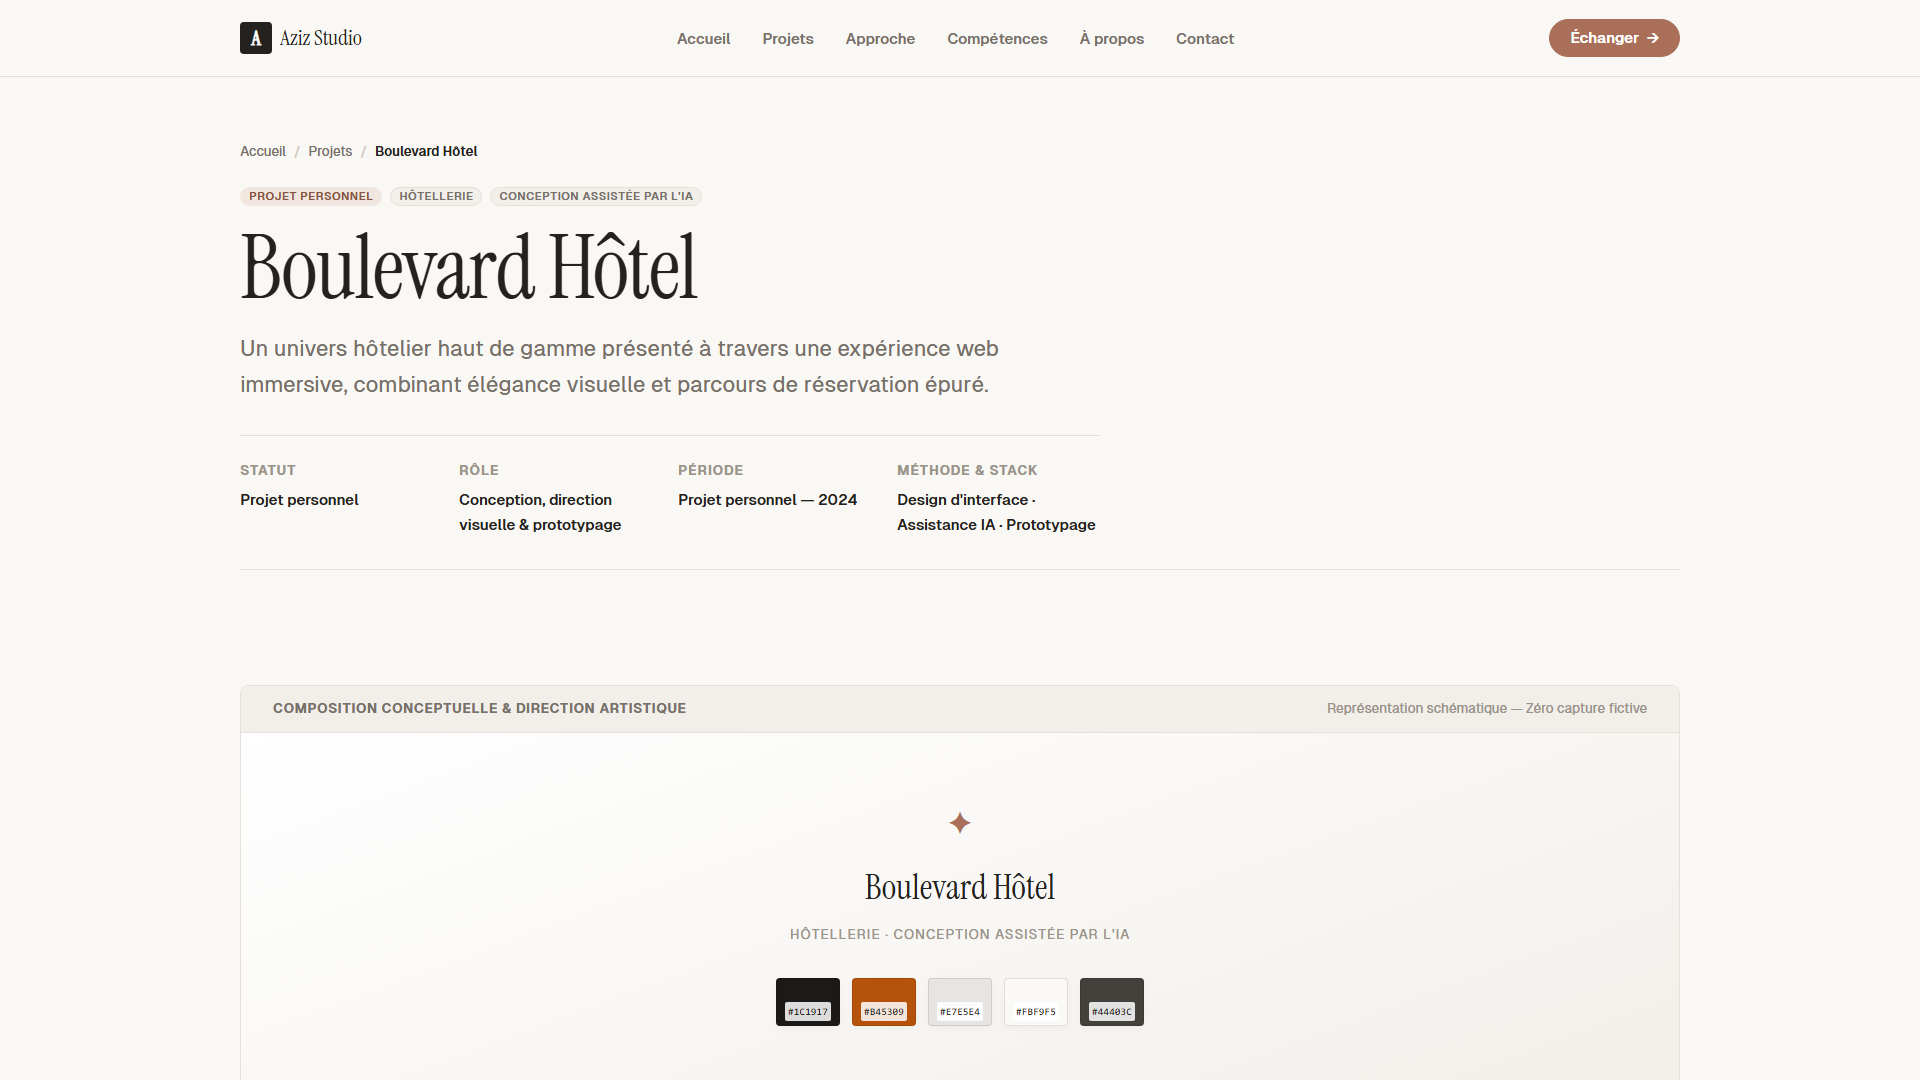 A Aziz Studio
Accueil Projets Approche Compétences À propos Contact
Échanger →
Accueil / Projets / Boulevard Hôtel
PROJET PERSONNEL HÔTELLERIE CONCEPTION ASSISTÉE PAR L'IA
Boulevard Hôtel
Un univers hôtelier haut de gamme présenté à travers une expérience web
immersive, combinant élégance visuelle et parcours de réservation épuré.
STATUT
Projet personnel
RÔLE
Conception, direction
visuelle & prototypage
PÉRIODE
Projet personnel — 2024
MÉTHODE & STACK
Design d'interface ·
Assistance IA · Prototypage
COMPOSITION CONCEPTUELLE & DIRECTION ARTISTIQUE
Représentation schématique — Zéro capture fictive
Boulevard Hôtel
HÔTELLERIE · CONCEPTION ASSISTÉE PAR L'IA
#1C1917 #B45309 #E7E5E4 #FBF9F5 #44403C